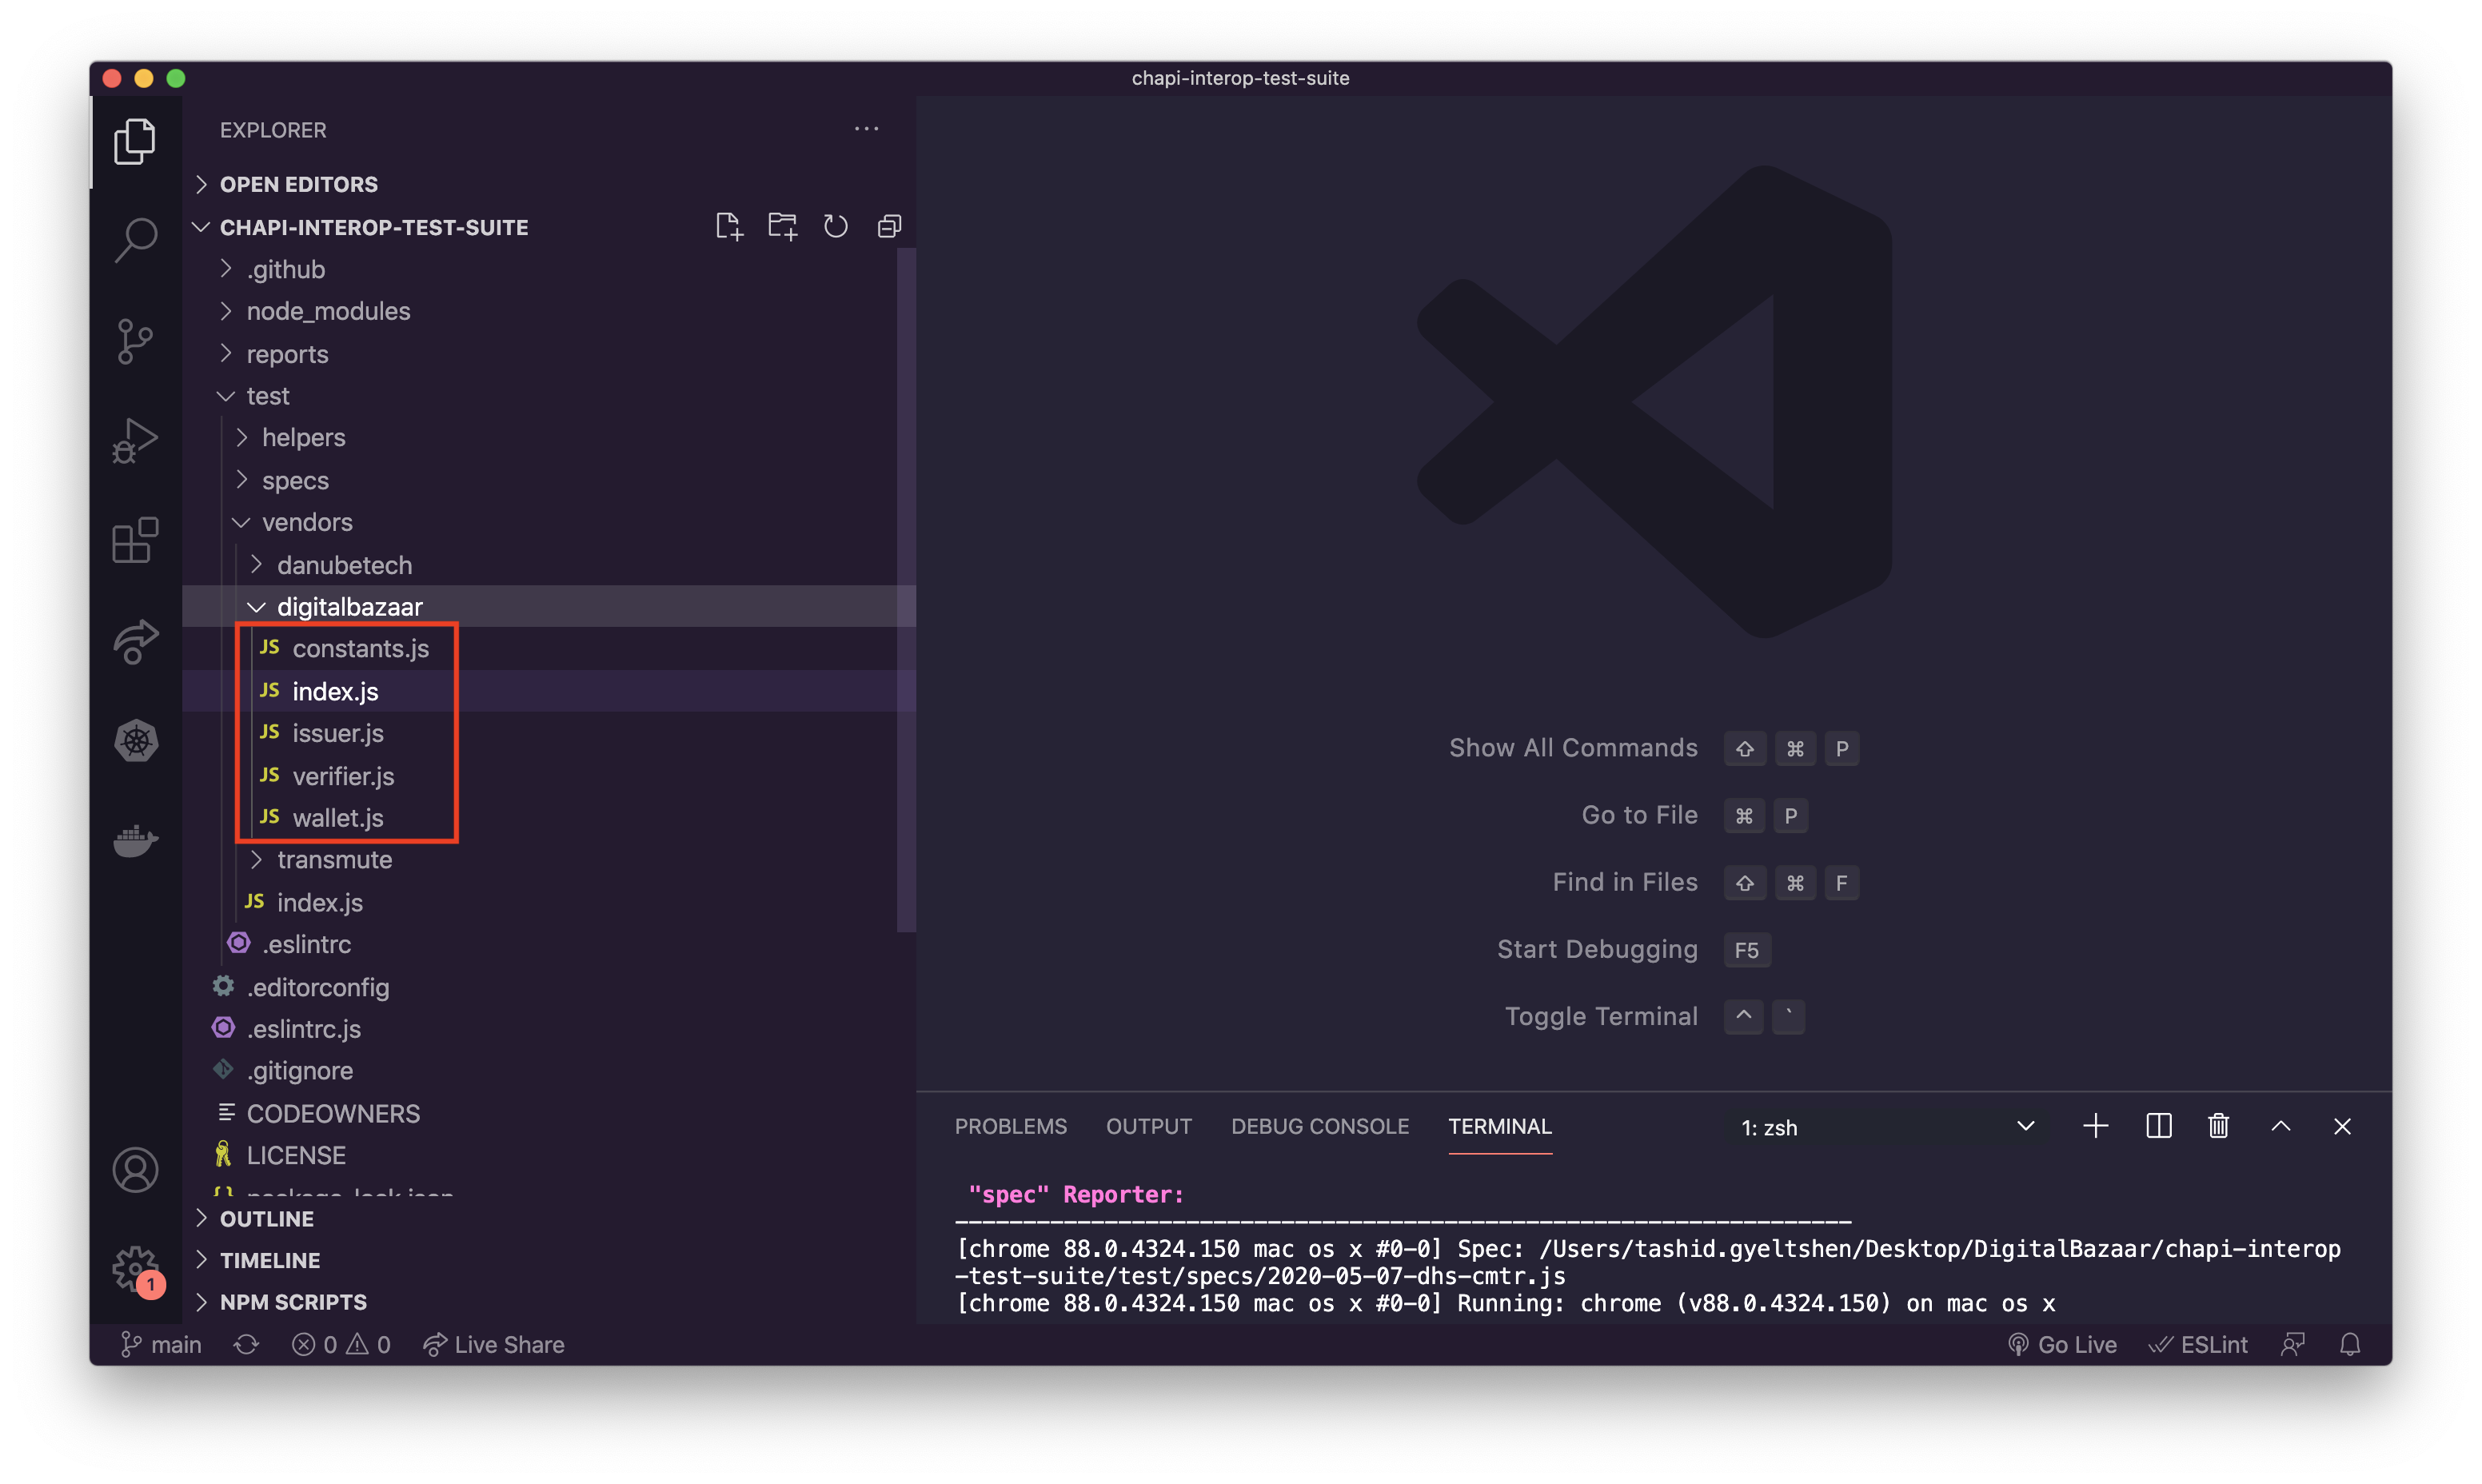 chapi-interop-test-suite
EXPLORER
OPEN EDITORS
CHAPI-INTEROP-TEST-SUITE
.github
node_modules
reports
test
helpers
specs
vendors
danubetech
digitalbazaar
JS constants.js
JS index.js
JS issuer.js
JS verifier.js
JS wallet.js
transmute
JS index.js
.eslintrc
.editorconfig
.eslintrc.js
.gitignore
CODEOWNERS
LICENSE
{} package-lock.json
OUTLINE
TIMELINE
NPM SCRIPTS
1
Show All Commands ⇧ ⌘ P
Go to File ⌘ P
Find in Files ⇧ ⌘ F
Start Debugging F5
Toggle Terminal ^ `
PROBLEMS OUTPUT DEBUG CONSOLE TERMINAL 1: zsh
"spec" Reporter:
------------------------------------------------------------------
[chrome 88.0.4324.150 mac os x #0-0] Spec: /Users/tashid.gyeltshen/Desktop/DigitalBazaar/chapi-interop
-test-suite/test/specs/2020-05-07-dhs-cmtr.js
[chrome 88.0.4324.150 mac os x #0-0] Running: chrome (v88.0.4324.150) on mac os x
main 0 0 Live Share Go Live ESLint